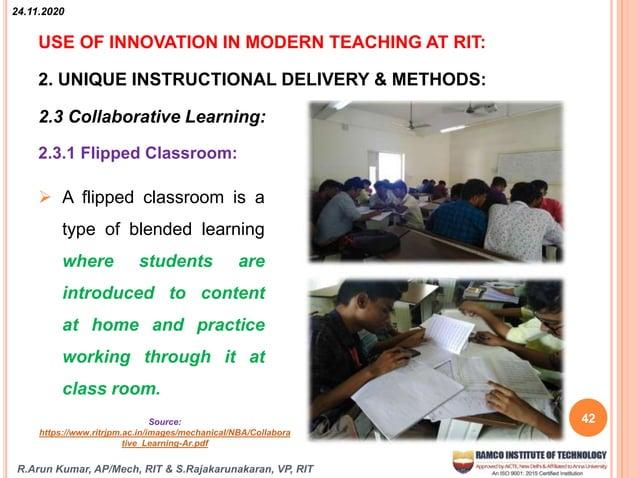 24.11.2020
USE OF INNOVATION IN MODERN TEACHING AT RIT:
2. UNIQUE INSTRUCTIONAL DELIVERY & METHODS:
2.3 Collaborative Learning:
2.3.1 Flipped Classroom:
➢ A flipped classroom is a
type of blended learning
where students are
introduced to content
at home and practice
working through it at
class room.
Source:
https://www.ritrjpm.ac.in/images/mechanical/NBA/Collabora
tive_Learning-Ar.pdf
42
RAMCO INSTITUTE OF TECHNOLOGY
Approved by AICTE, New Delhi & Affiliated to Anna University
An ISO 9001: 2015 Certified Institution
R.Arun Kumar, AP/Mech, RIT & S.Rajakarunakaran, VP, RIT